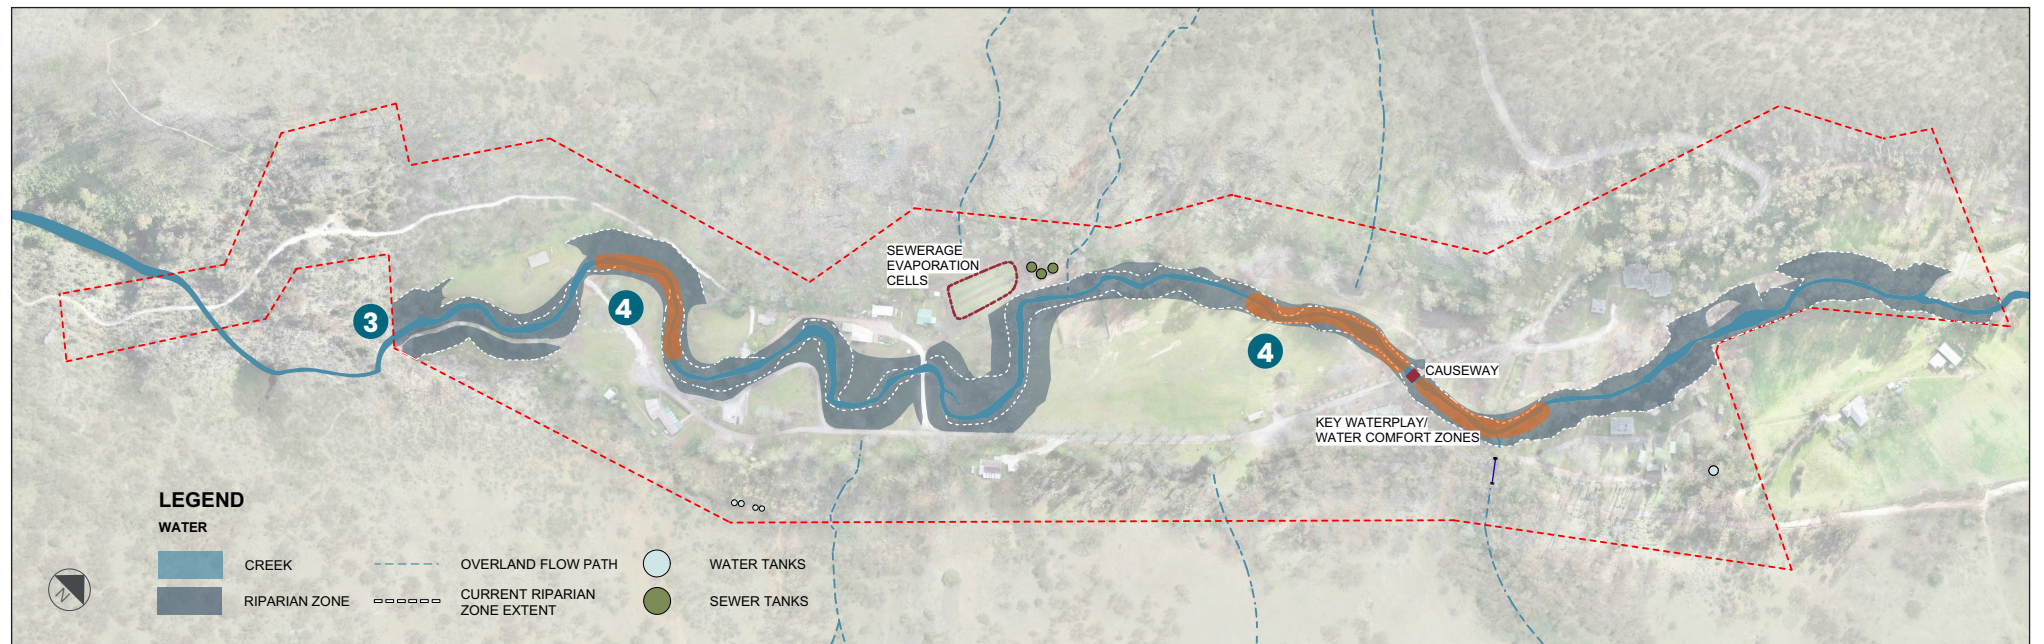 SEWERAGE
EVAPORATION
CELLS
3
4
4
CAUSEWAY
KEY WATERPLAY/
WATER COMFORT ZONES
LEGEND
WATER
CREEK
OVERLAND FLOW PATH
WATER TANKS
RIPARIAN ZONE
CURRENT RIPARIAN
ZONE EXTENT
SEWER TANKS
N